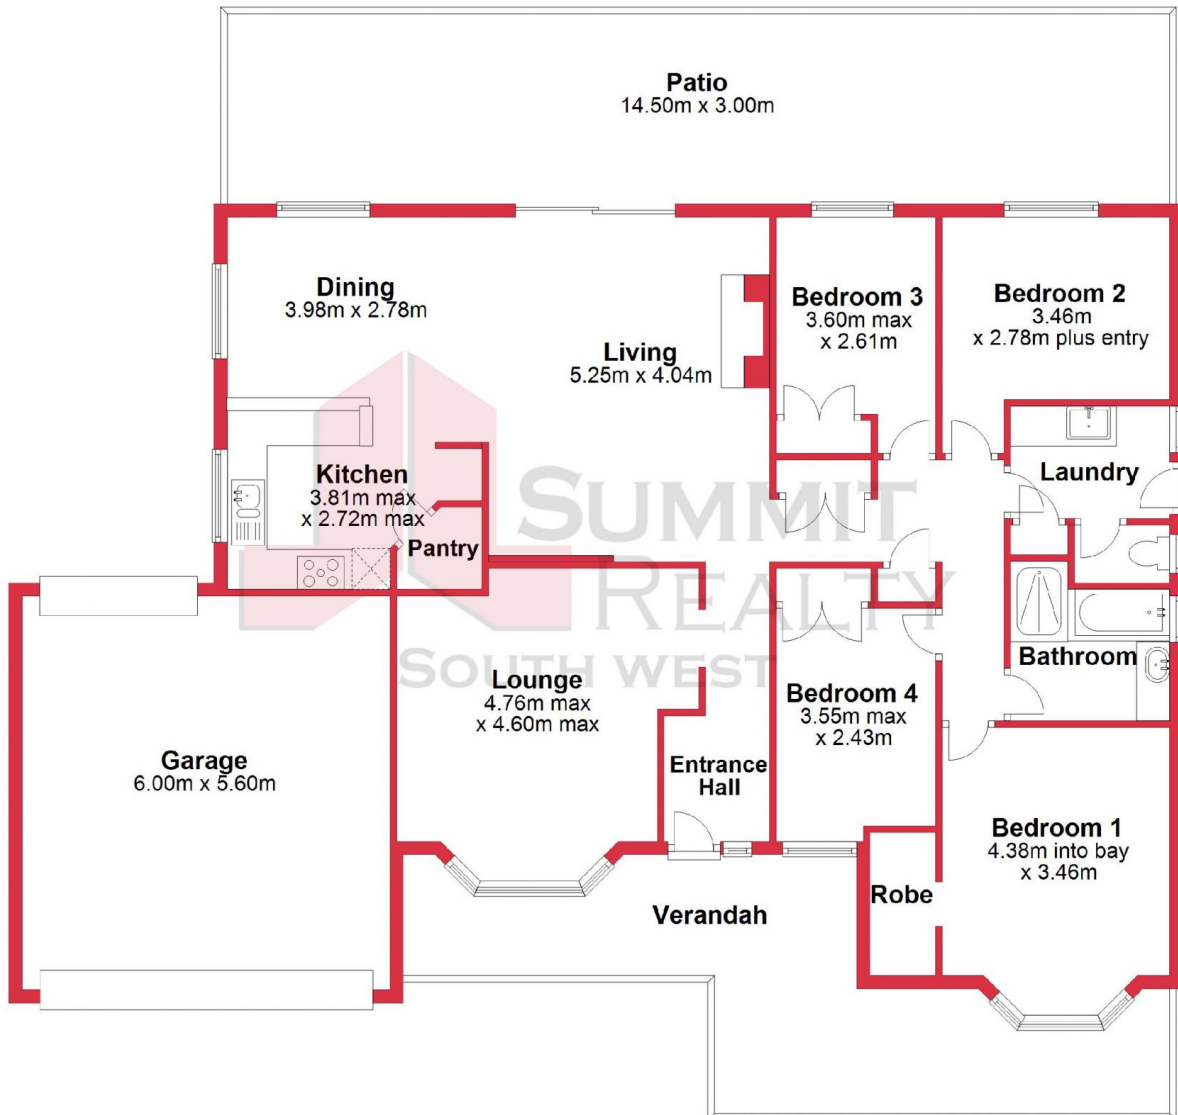 Patio
14.50m x 3.00m
Dining
3.98m x 2.78m
Living
5.25m x 4.04m
Bedroom 3
3.60m max
x 2.61m
Bedroom 2
3.46m
x 2.78m plus entry
Kitchen
3.81m max
x 2.72m max
Pantry
Laundry
SUMMIT
REALTY
SOUTH WEST
Lounge
4.76m max
x 4.60m max
Bedroom 4
3.55m max
x 2.43m
Bathroom
Garage
6.00m x 5.60m
Entrance
Hall
Bedroom 1
4.38m into bay
x 3.46m
Robe
Verandah